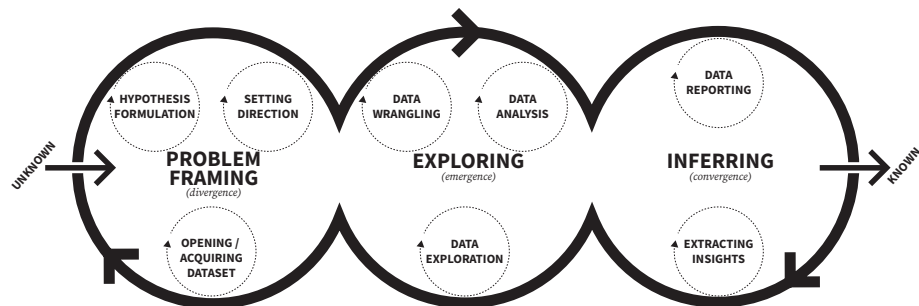 UNKNOWN
HYPOTHESIS
FORMULATION
SETTING
DIRECTION
PROBLEM
FRAMING
(divergence)
OPENING /
ACQUIRING
DATASET
DATA
WRANGLING
DATA
ANALYSIS
EXPLORING
(emergence)
DATA
EXPLORATION
DATA
REPORTING
INFERRING
(convergence)
EXTRACTING
INSIGHTS
KNOWN